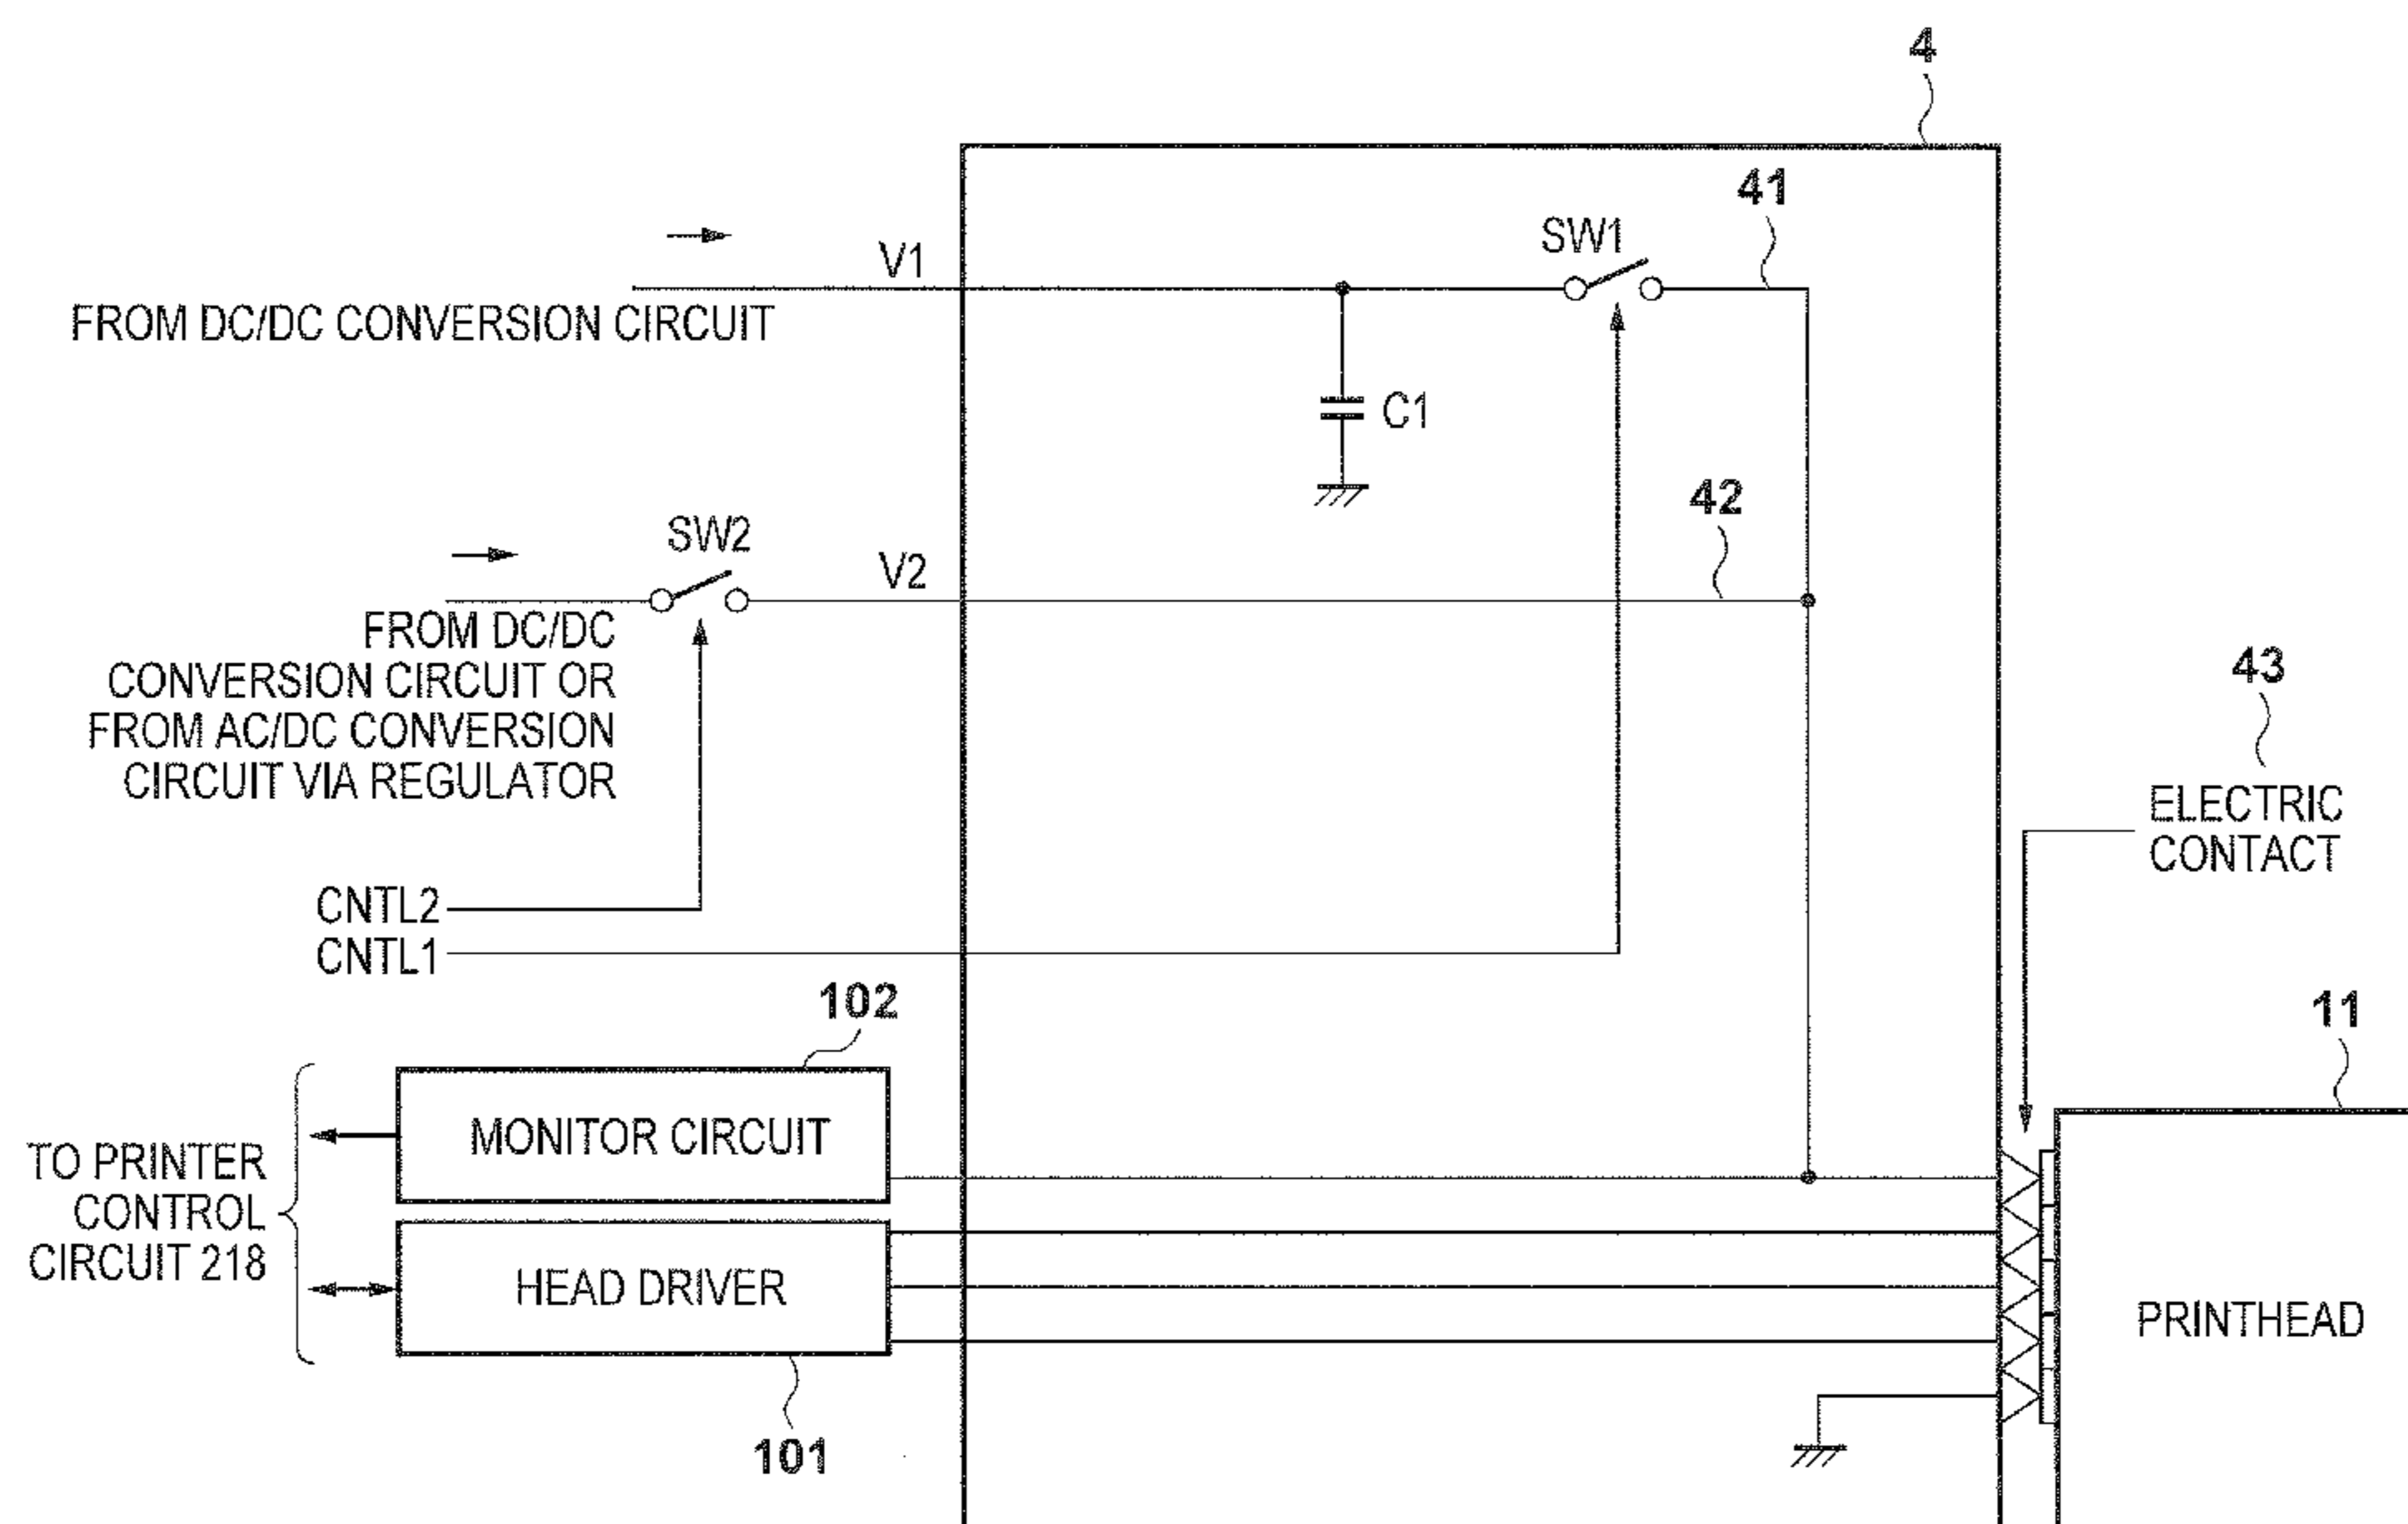 4
41
V1
SW1
FROM DC/DC CONVERSION CIRCUIT
C1
42
SW2
V2
FROM DC/DC
CONVERSION CIRCUIT OR
FROM AC/DC CONVERSION
CIRCUIT VIA REGULATOR
43
ELECTRIC
CONTACT
CNTL2
CNTL1
102
11
MONITOR CIRCUIT
TO PRINTER
CONTROL
CIRCUIT 218
HEAD DRIVER
PRINTHEAD
101